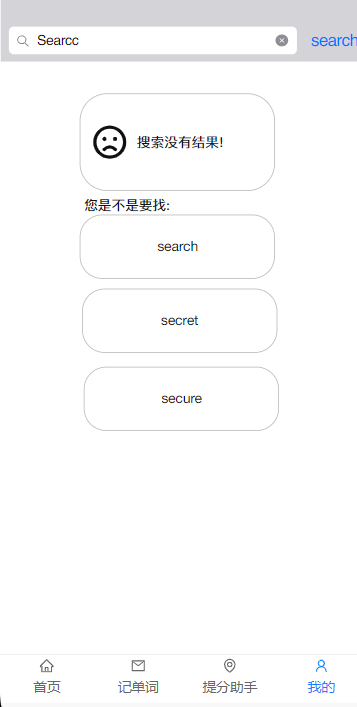 Searcc search
搜索没有结果!
您是不是要找:
search
secret
secure
首页 记单词 提分助手 我的